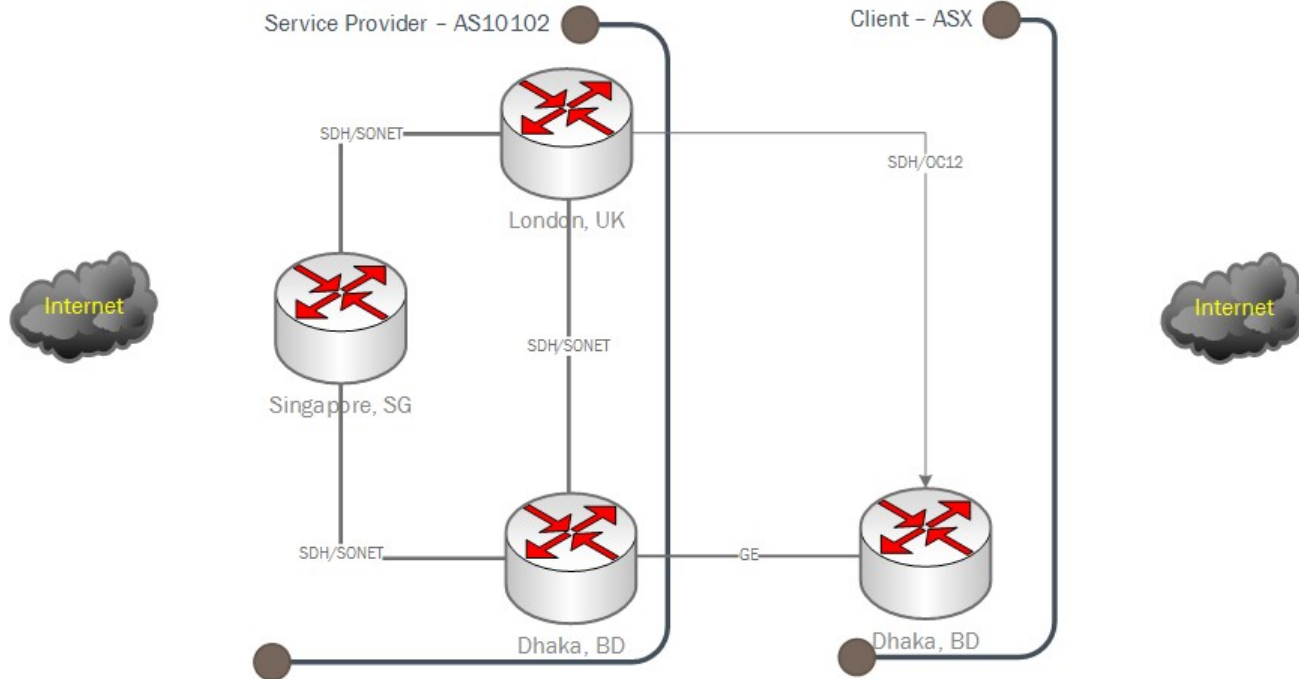 Service Provider – AS10102
Client – ASX
SDH/SONET
SDH/OC12
London, UK
Internet
Internet
SDH/SONET
Singapore, SG
SDH/SONET
GE
Dhaka, BD
Dhaka, BD